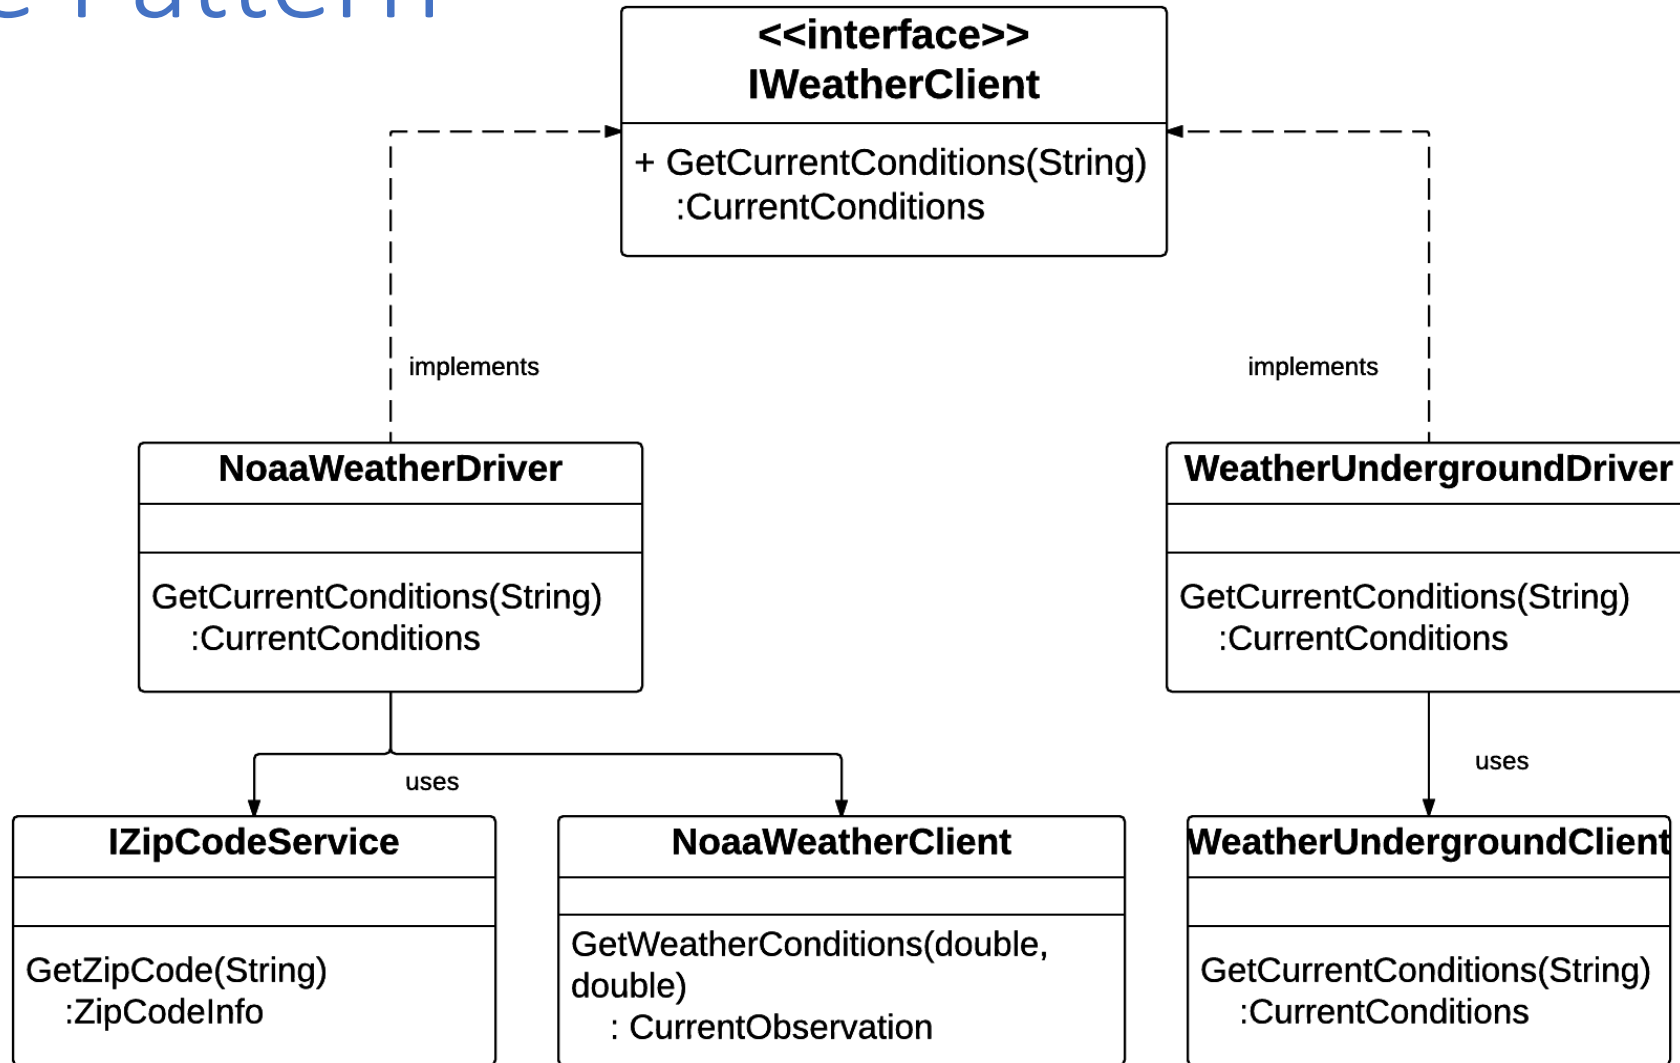 e Pattern
<<interface>>
IWeatherClient
+ GetCurrentConditions(String)
:CurrentConditions
implements
implements
NoaaWeatherDriver
GetCurrentConditions(String)
:CurrentConditions
WeatherUndergroundDriver
GetCurrentConditions(String)
:CurrentConditions
uses
uses
IZipCodeService
GetZipCode(String)
:ZipCodeInfo
NoaaWeatherClient
GetWeatherConditions(double,
double)
: CurrentObservation
WeatherUndergroundClient
GetCurrentConditions(String)
:CurrentConditions